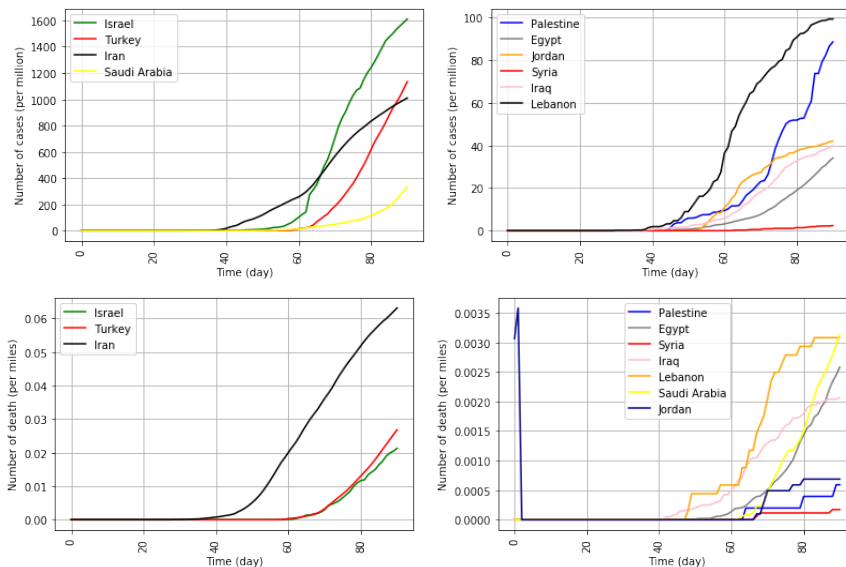 Number of cases (per million)
1600
1400
1200
1000
800
600
400
200
0
Israel
Turkey
Iran
Saudi Arabia
0
20
40
60
80
Time (day)
Number of cases (per million)
100
80
60
40
20
0
Palestine
Egypt
Jordan
Syria
Iraq
Lebanon
0
20
40
60
80
Time (day)
Number of death (per miles)
0.06
0.05
0.04
0.03
0.02
0.01
0.00
Israel
Turkey
Iran
0
20
40
60
80
Time (day)
Number of death (per miles)
0.0035
0.0030
0.0025
0.0020
0.0015
0.0010
0.0005
0.0000
Palestine
Egypt
Syria
Iraq
Lebanon
Saudi Arabia
Jordan
0
20
40
60
80
Time (day)